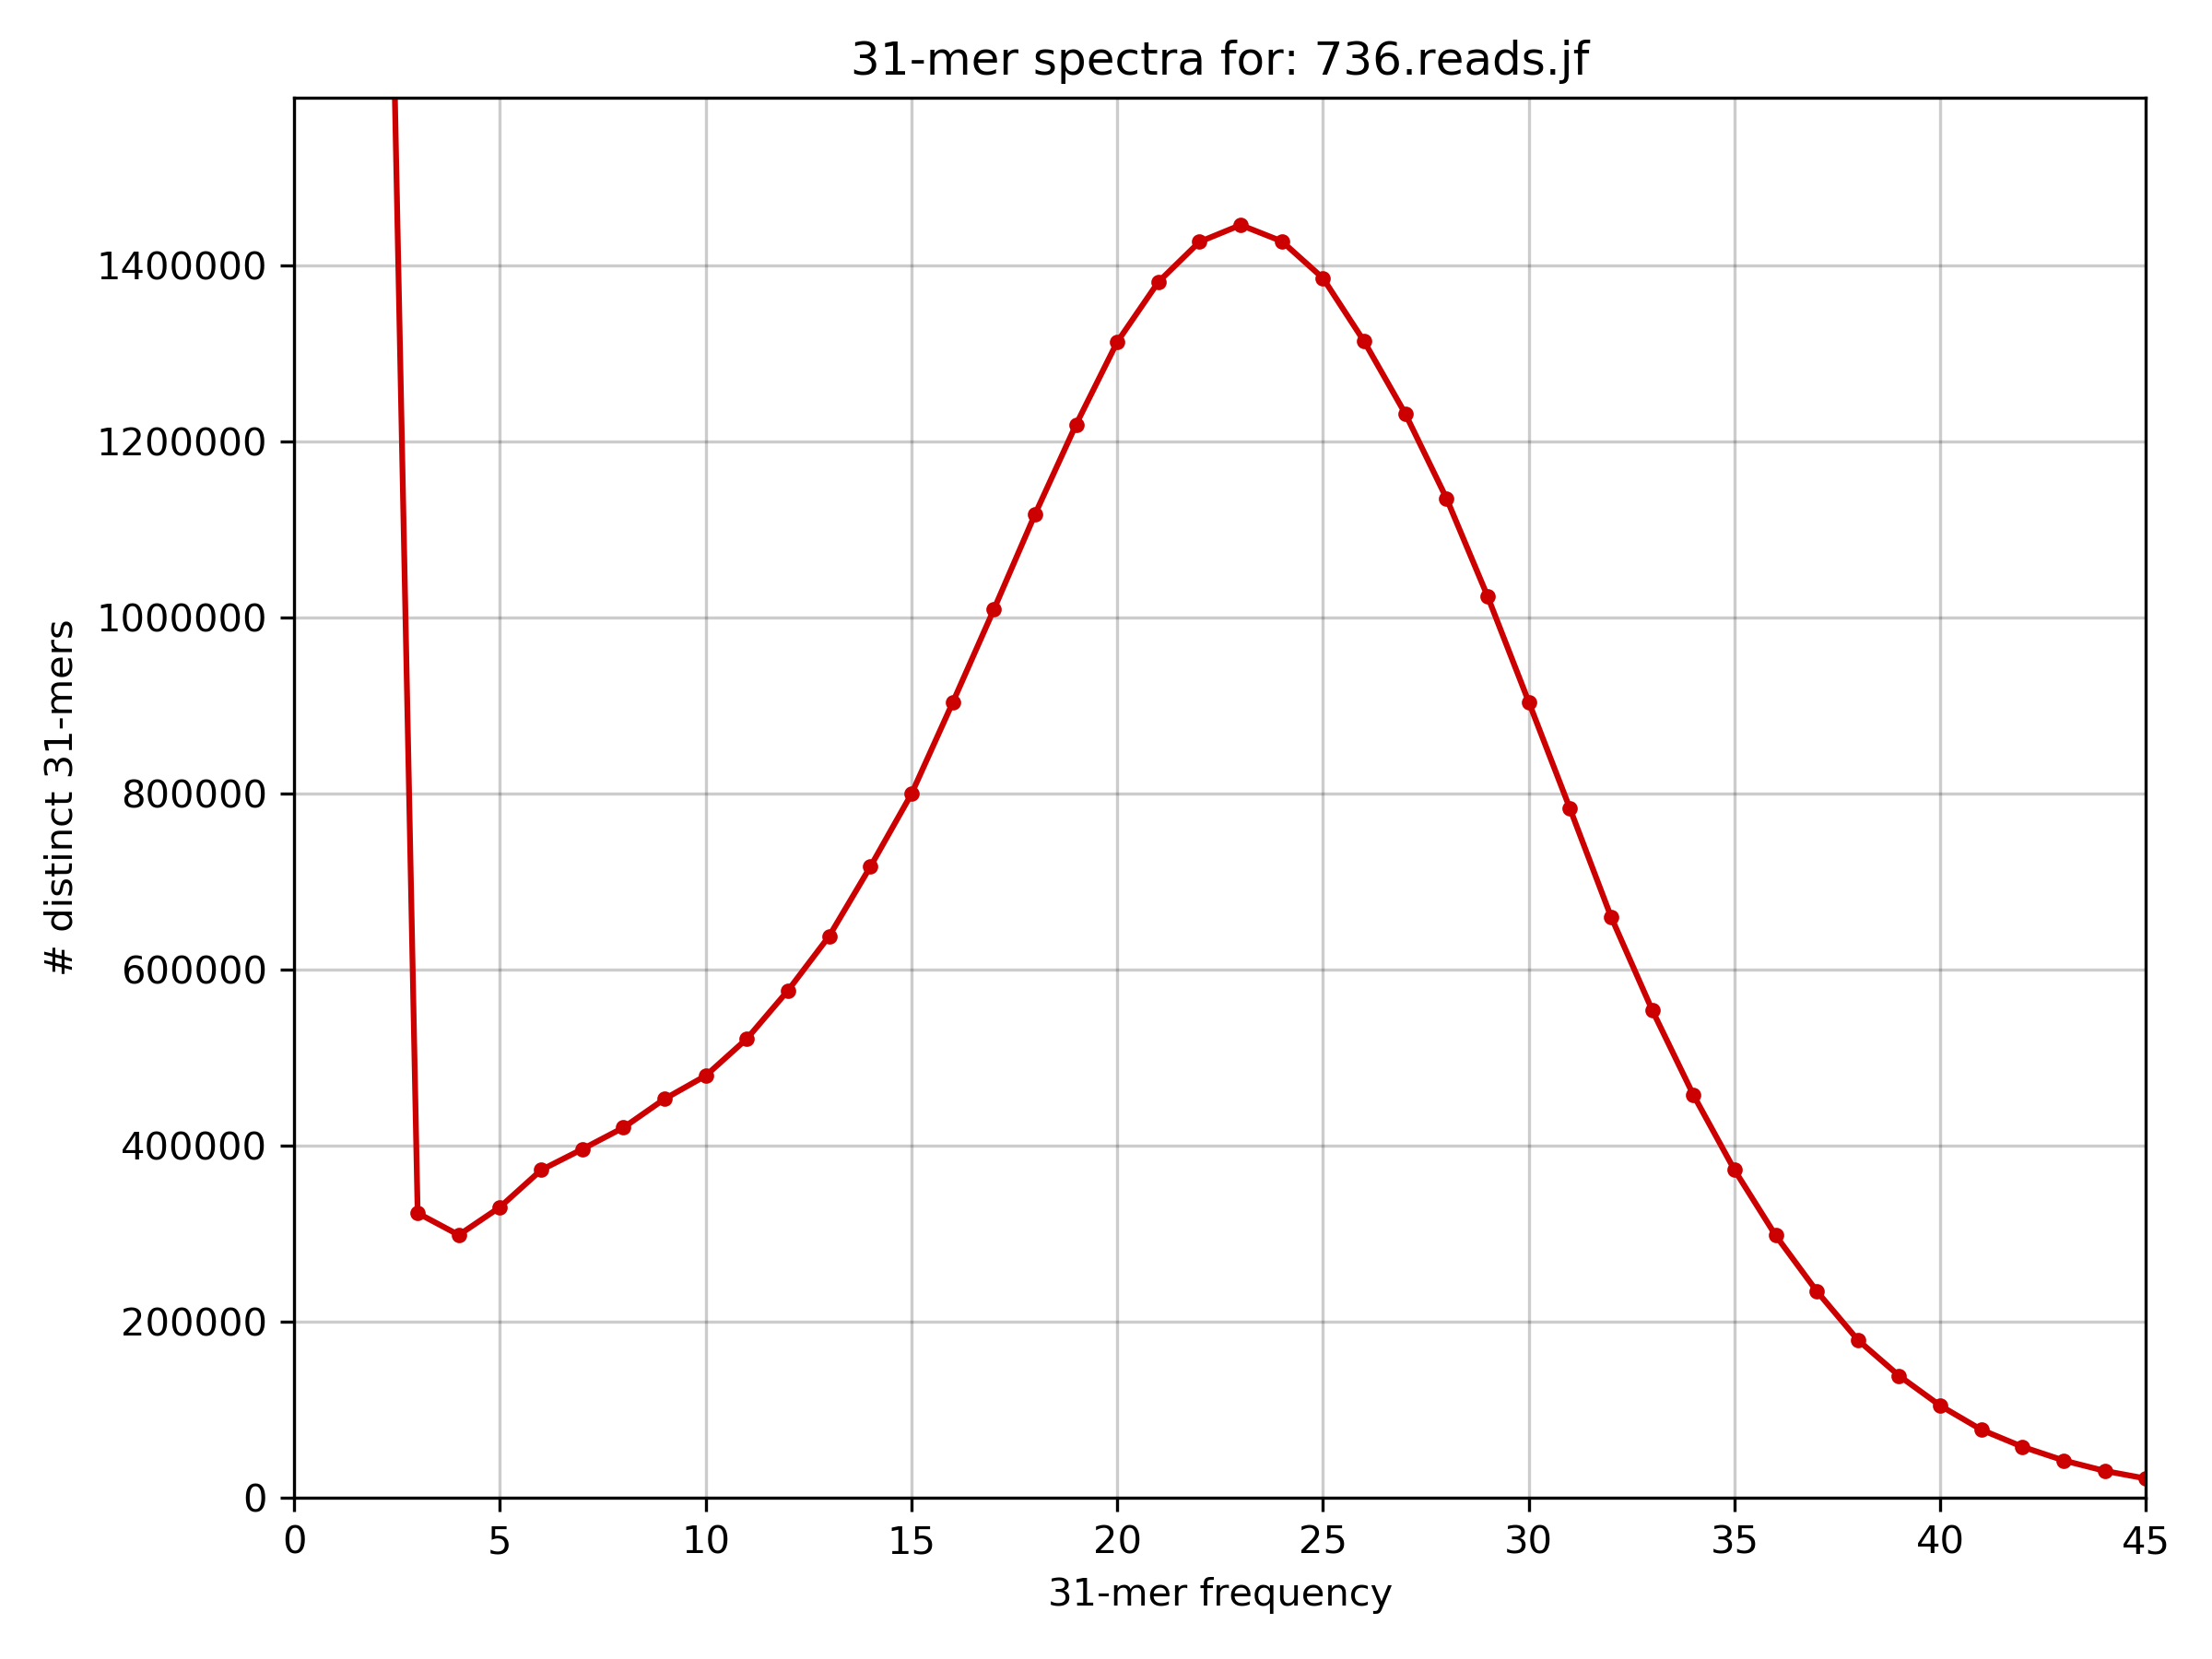 31-mer spectra for: 736.reads.jf
1400000
1200000
1000000
800000
600000
400000
200000
0
# distinct 31-mers
0 5 10 15 20 25 30 35 40 45
31-mer frequency